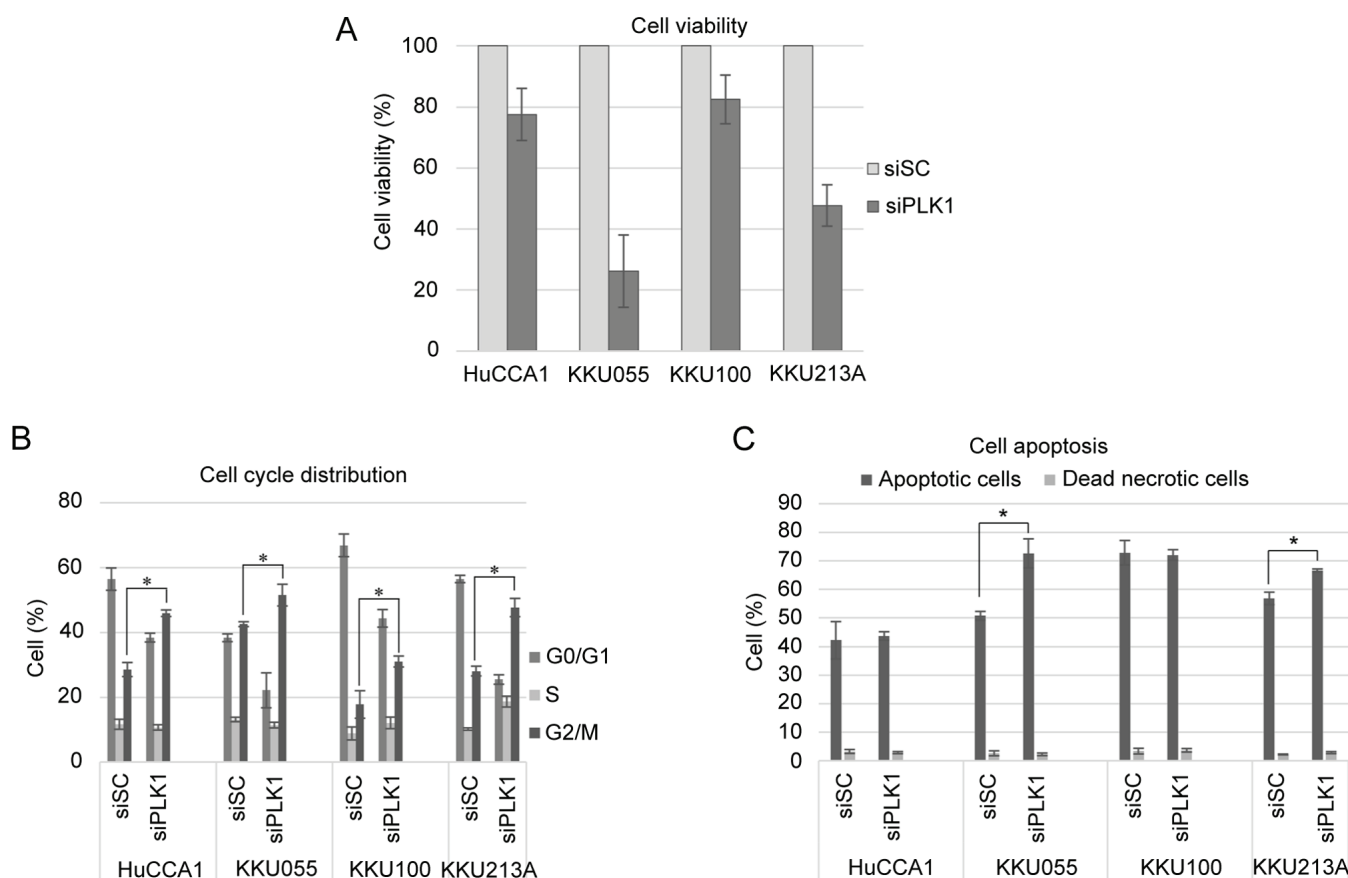 A
Cell viability
Cell viability (%)
100
80
60
40
20
0
HuCCA1 KKU055 KKU100 KKU213A
siSC
siPLK1
B
Cell cycle distribution
Cell (%)
80
60
40
20
0
* * * *
G0/G1
S
G2/M
siSC siPLK1 siSC siPLK1 siSC siPLK1 siSC siPLK1
HuCCA1 KKU055 KKU100 KKU213A
C
Cell apoptosis
Apoptotic cells Dead necrotic cells
Cell (%)
90
80
70
60
50
40
30
20
10
0
* *
siSC siPLK1 siSC siPLK1 siSC siPLK1 siSC siPLK1
HuCCA1 KKU055 KKU100 KKU213A